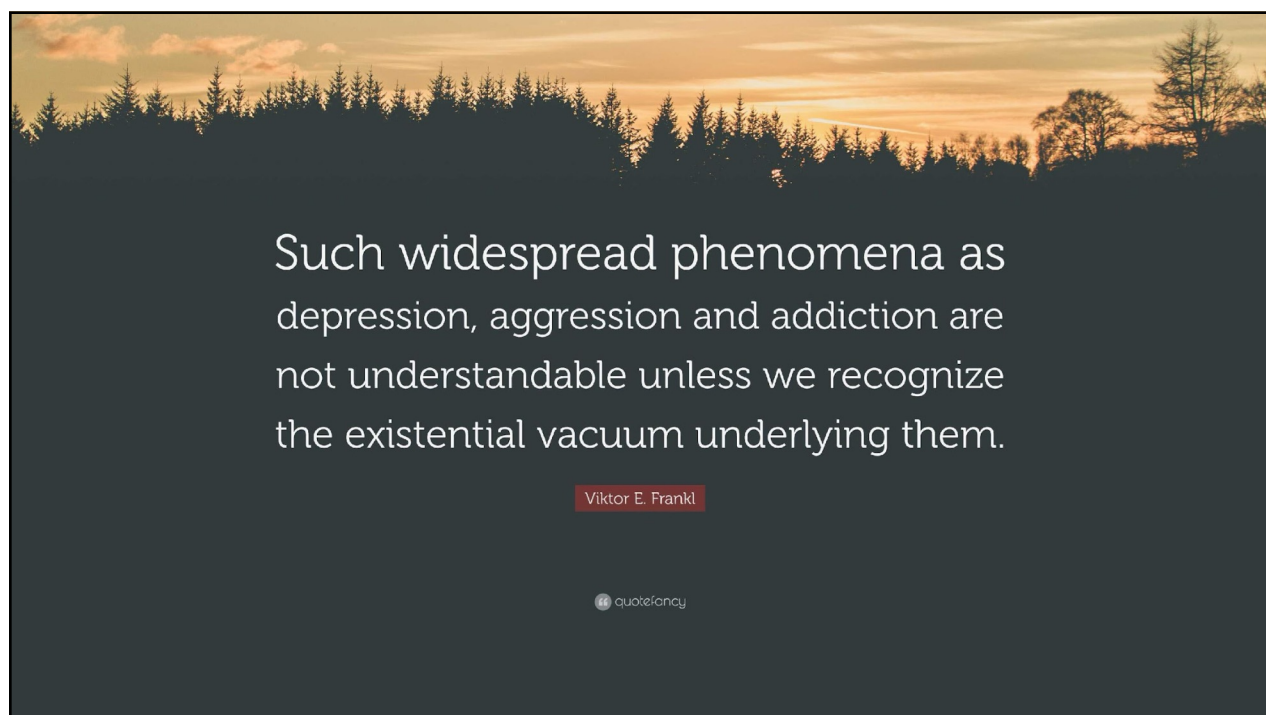 Such widespread phenomena as
depression, aggression and addiction are
not understandable unless we recognize
the existential vacuum underlying them.
Viktor E. Frankl
quotefancy